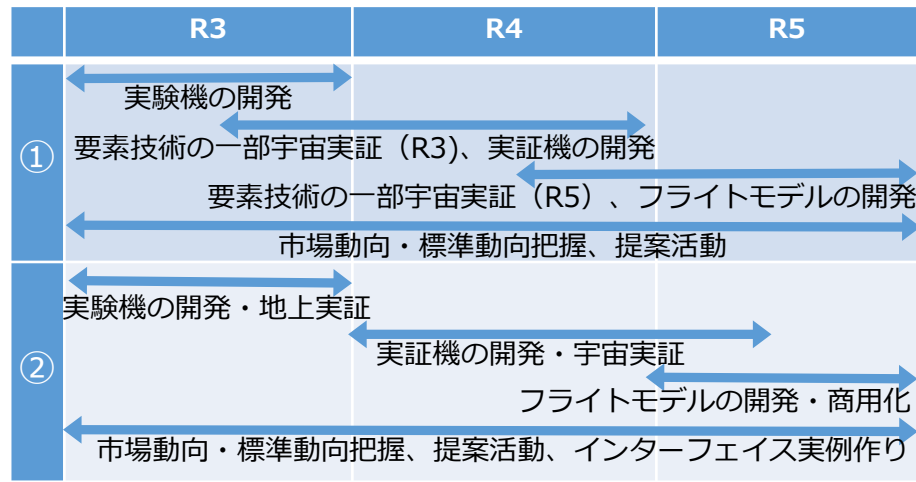 R3 R4 R5
①
実験機の開発
要素技術の一部宇宙実証（R3)、実証機の開発
要素技術の一部宇宙実証（R5）、フライトモデルの開発
市場動向・標準動向把握、提案活動
②
実験機の開発・地上実証
実証機の開発・宇宙実証
フライトモデルの開発・商用化
市場動向・標準動向把握、提案活動、インターフェイス実例作り